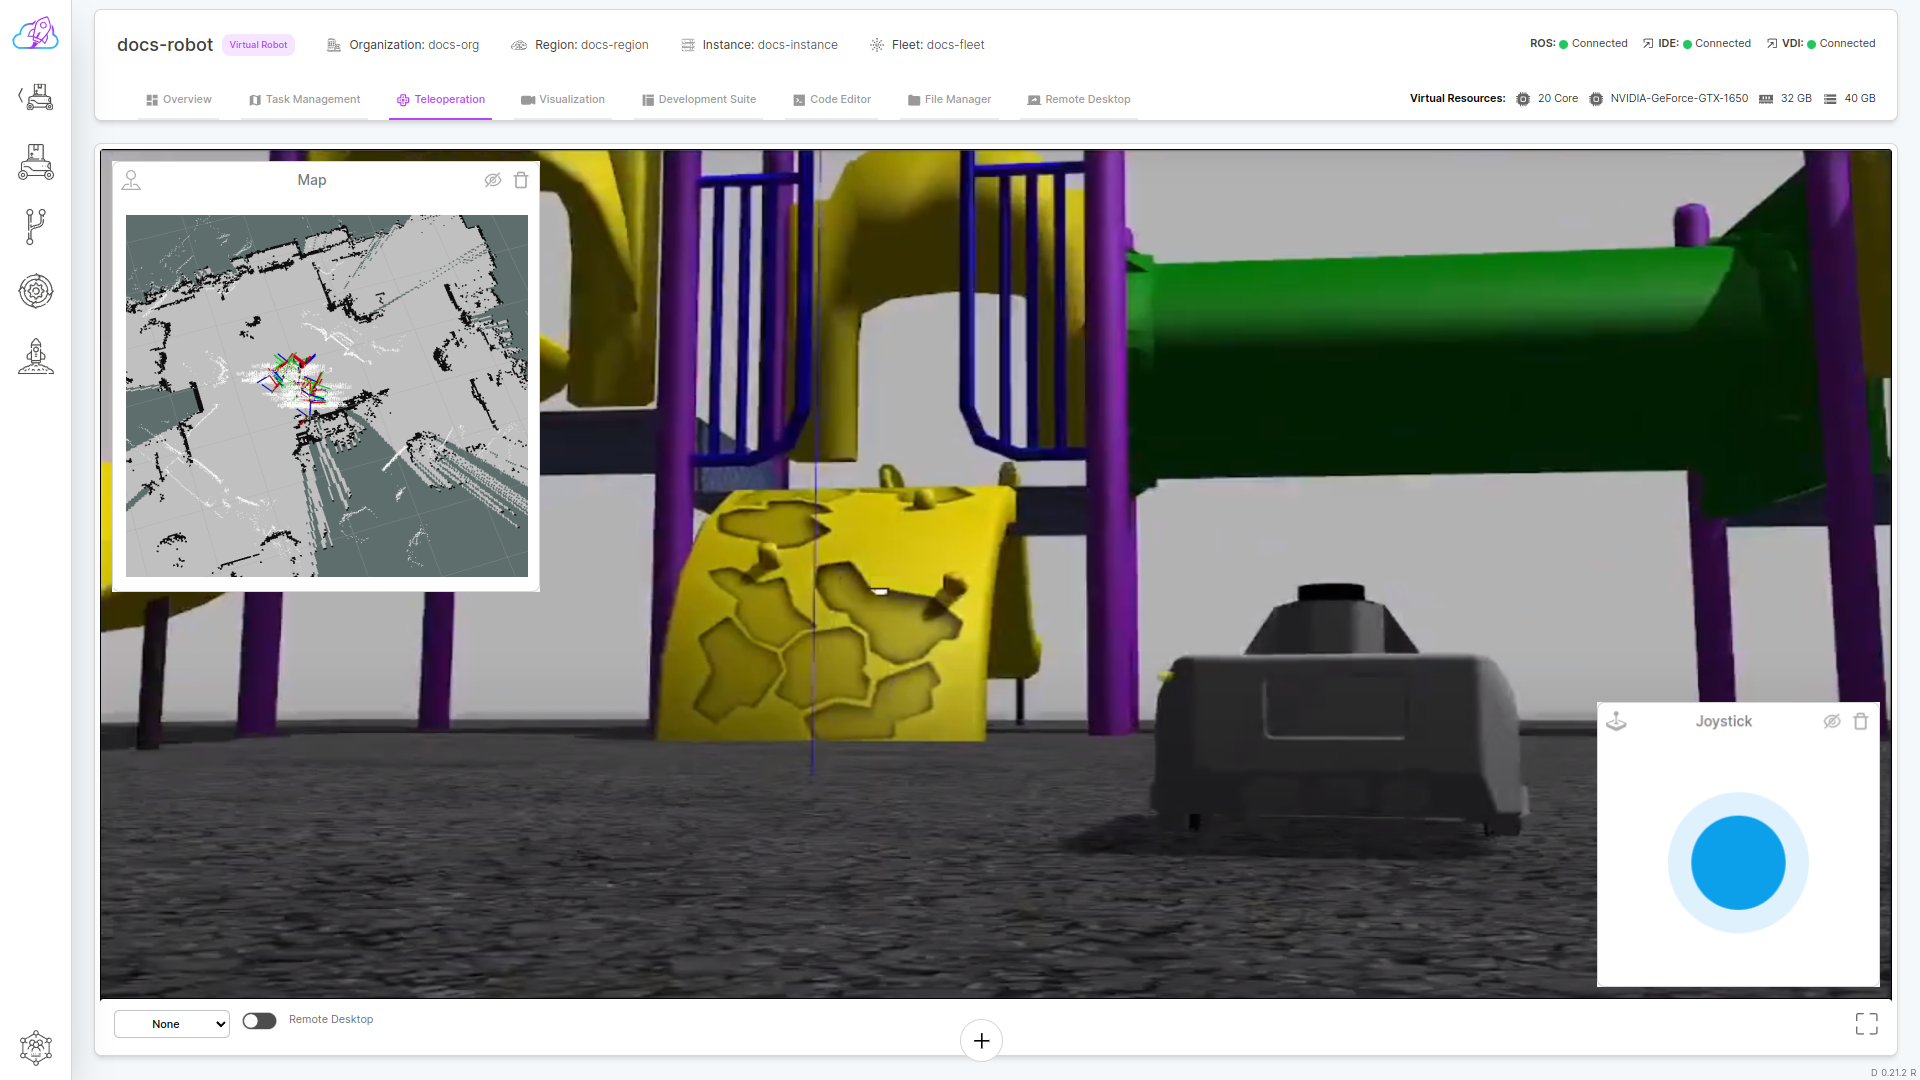 docs-robot Virtual Robot Organization: docs-org Region: docs-region Instance: docs-instance Fleet: docs-fleet ROS: Connected IDE: Connected VDI: Connected
Overview Task Management Teleoperation Visualization Development Suite Code Editor File Manager Remote Desktop Virtual Resources: 20 Core NVIDIA-GeForce-GTX-1650 32 GB 40 GB
Map
Joystick
None Remote Desktop
+
D 0.21.2 R